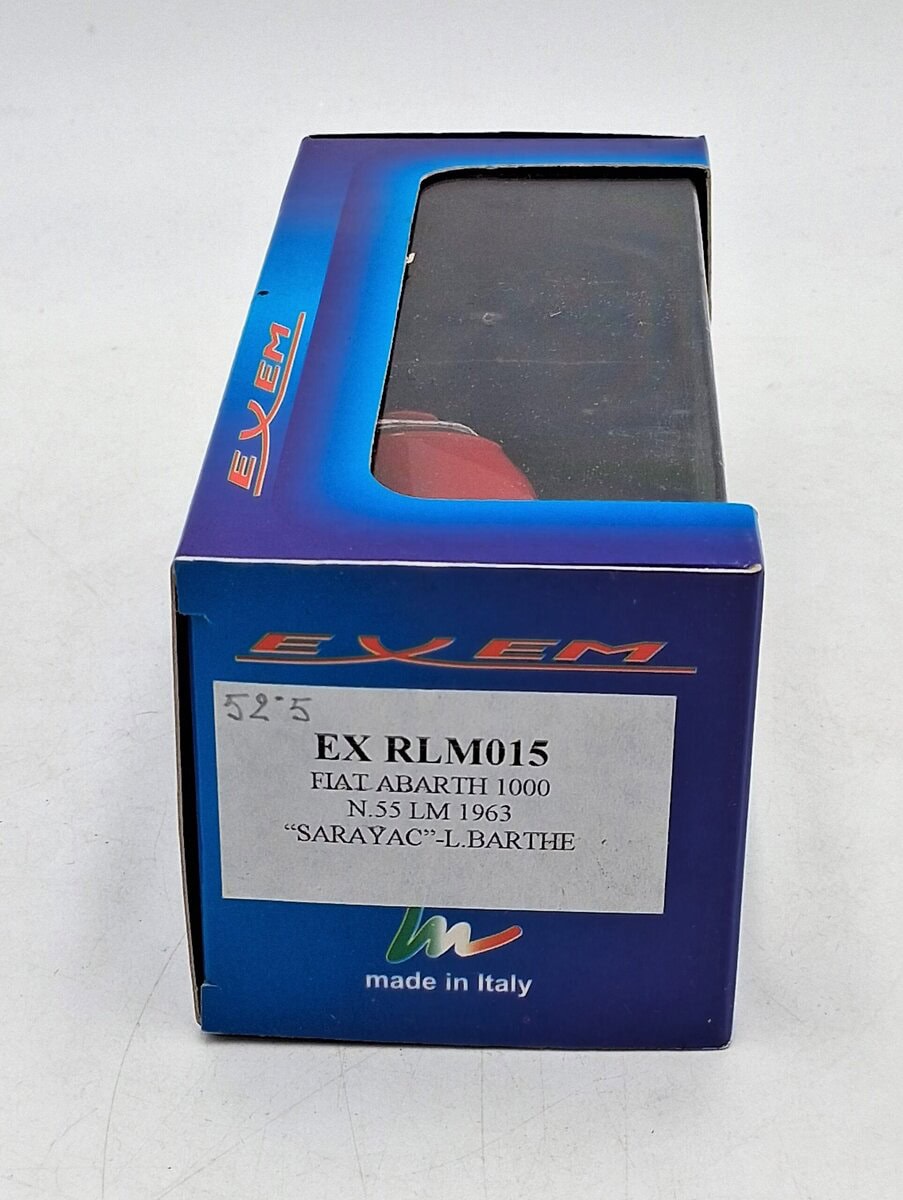 EXEM
EXEM
52.5
EX RLM015
FIAT ABARTH 1000
N.55 LM 1963
“SARAYAC”-L.BARTHE
made in Italy